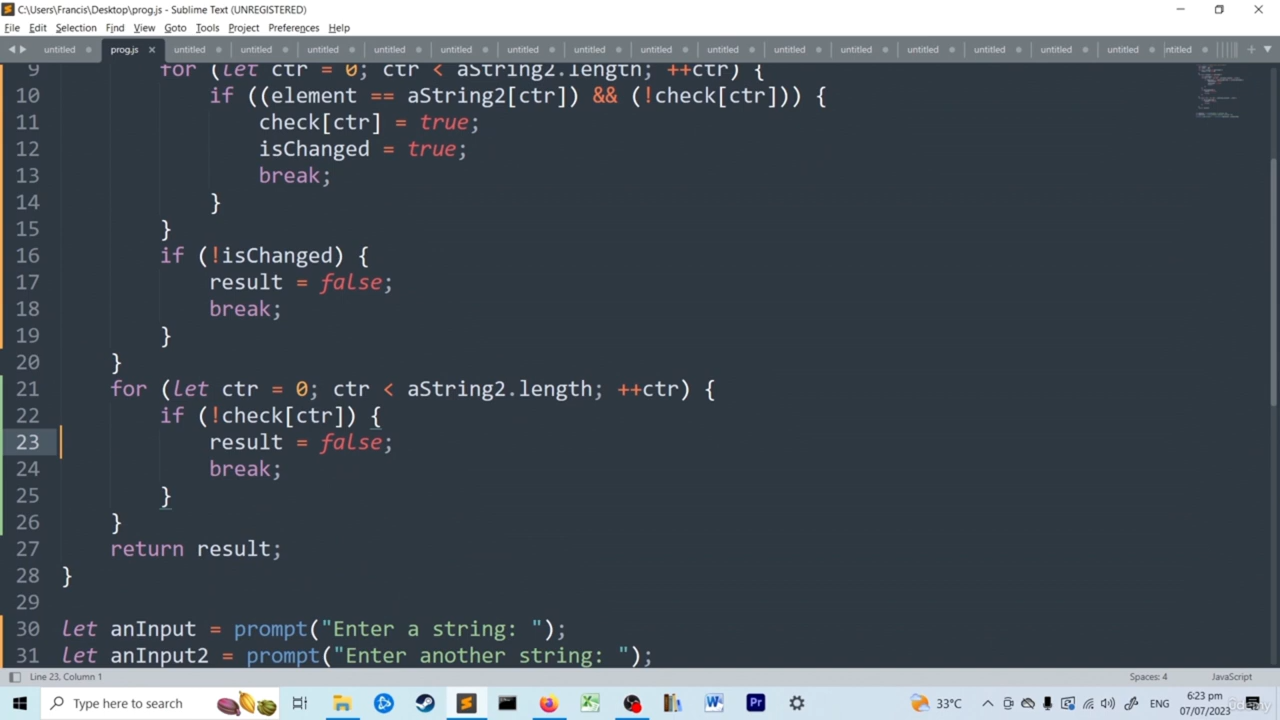 C:\Users\Francis\Desktop\prog.js - Sublime Text (UNREGISTERED)
File Edit Selection Find View Goto Tools Project Preferences Help
untitled prog.js untitled untitled untitled untitled untitled untitled untitled untitled untitled untitled untitled untitled untitled untitled untitled ntitled
9 for (let ctr = 0; ctr < aString2.length; ++ctr) {
10 if ((element == aString2[ctr]) && (!check[ctr])) {
11 check[ctr] = true;
12 isChanged = true;
13 break;
14 }
15 }
16 if (!isChanged) {
17 result = false;
18 break;
19 }
20 }
21 for (let ctr = 0; ctr < aString2.length; ++ctr) {
22 if (!check[ctr]) {
23 result = false;
24 break;
25 }
26 }
27 return result;
28 }
29
30 let anInput = prompt("Enter a string: ");
31 let anInput2 = prompt("Enter another string: ");
Line 23, Column 1 Spaces: 4 JavaScript
Type here to search 33°C ENG 6:23 pm
07/07/2023
Udemy